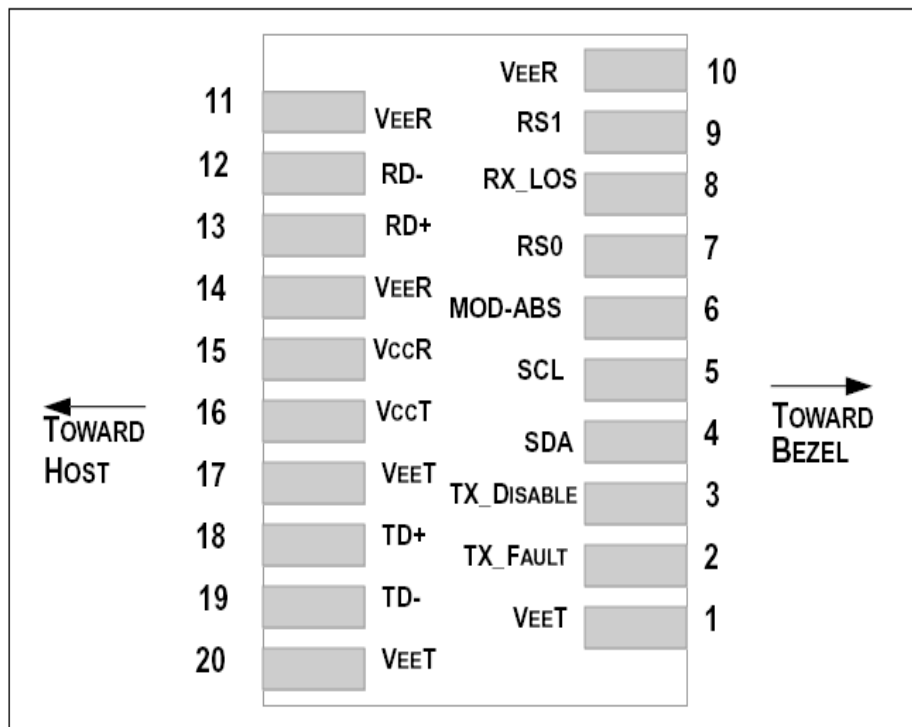 11 VEER
12 RD-
13 RD+
14 VEER
15 VCCR
16 VCCT
17 VEET
18 TD+
19 TD-
20 VEET
TOWARD
HOST
VEER 10
RS1 9
RX_LOS 8
RS0 7
MOD-ABS 6
SCL 5
SDA 4
TX_DISABLE 3
TX_FAULT 2
VEET 1
TOWARD
BEZEL